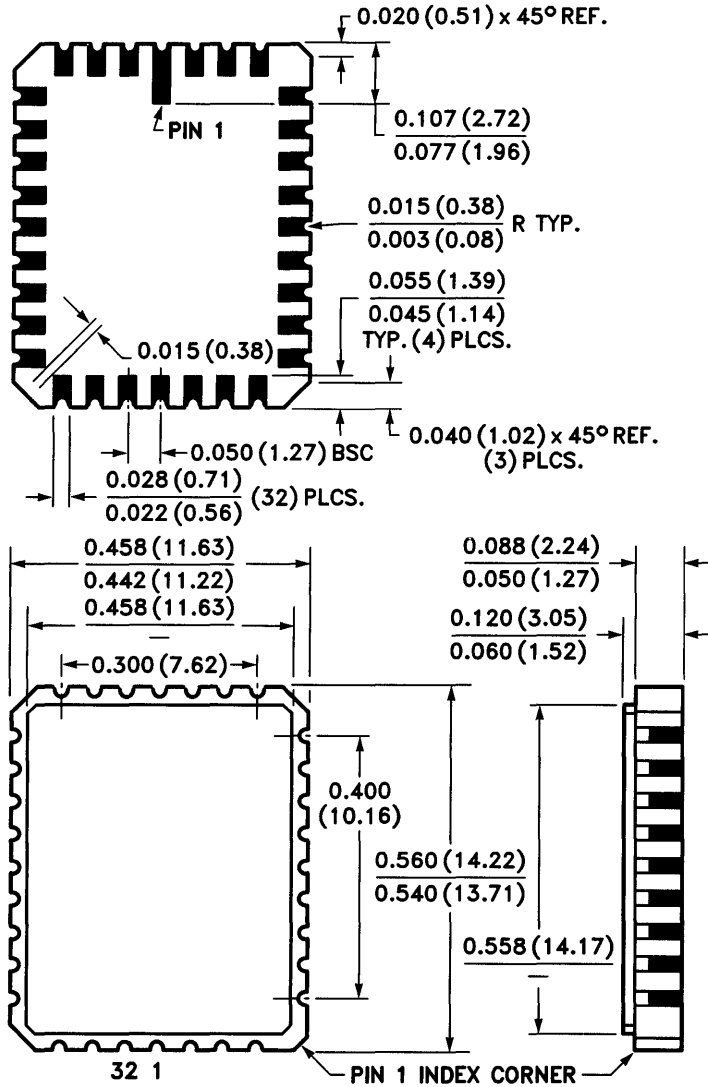 0.020 (0.51) x 45° REF.
PIN 1
0.107 (2.72)
0.077 (1.96)
0.015 (0.38)
0.003 (0.08)
R TYP.
0.055 (1.39)
0.045 (1.14)
TYP. (4) PLCS.
0.015 (0.38)
0.050 (1.27) BSC
0.040 (1.02) x 45° REF.
(3) PLCS.
0.028 (0.71)
0.022 (0.56)
(32) PLCS.
0.458 (11.63)
0.442 (11.22)
0.458 (11.63)
—
0.300 (7.62)
0.088 (2.24)
0.050 (1.27)
0.120 (3.05)
0.060 (1.52)
0.400
(10.16)
0.560 (14.22)
0.540 (13.71)
0.558 (14.17)
—
32 1
PIN 1 INDEX CORNER